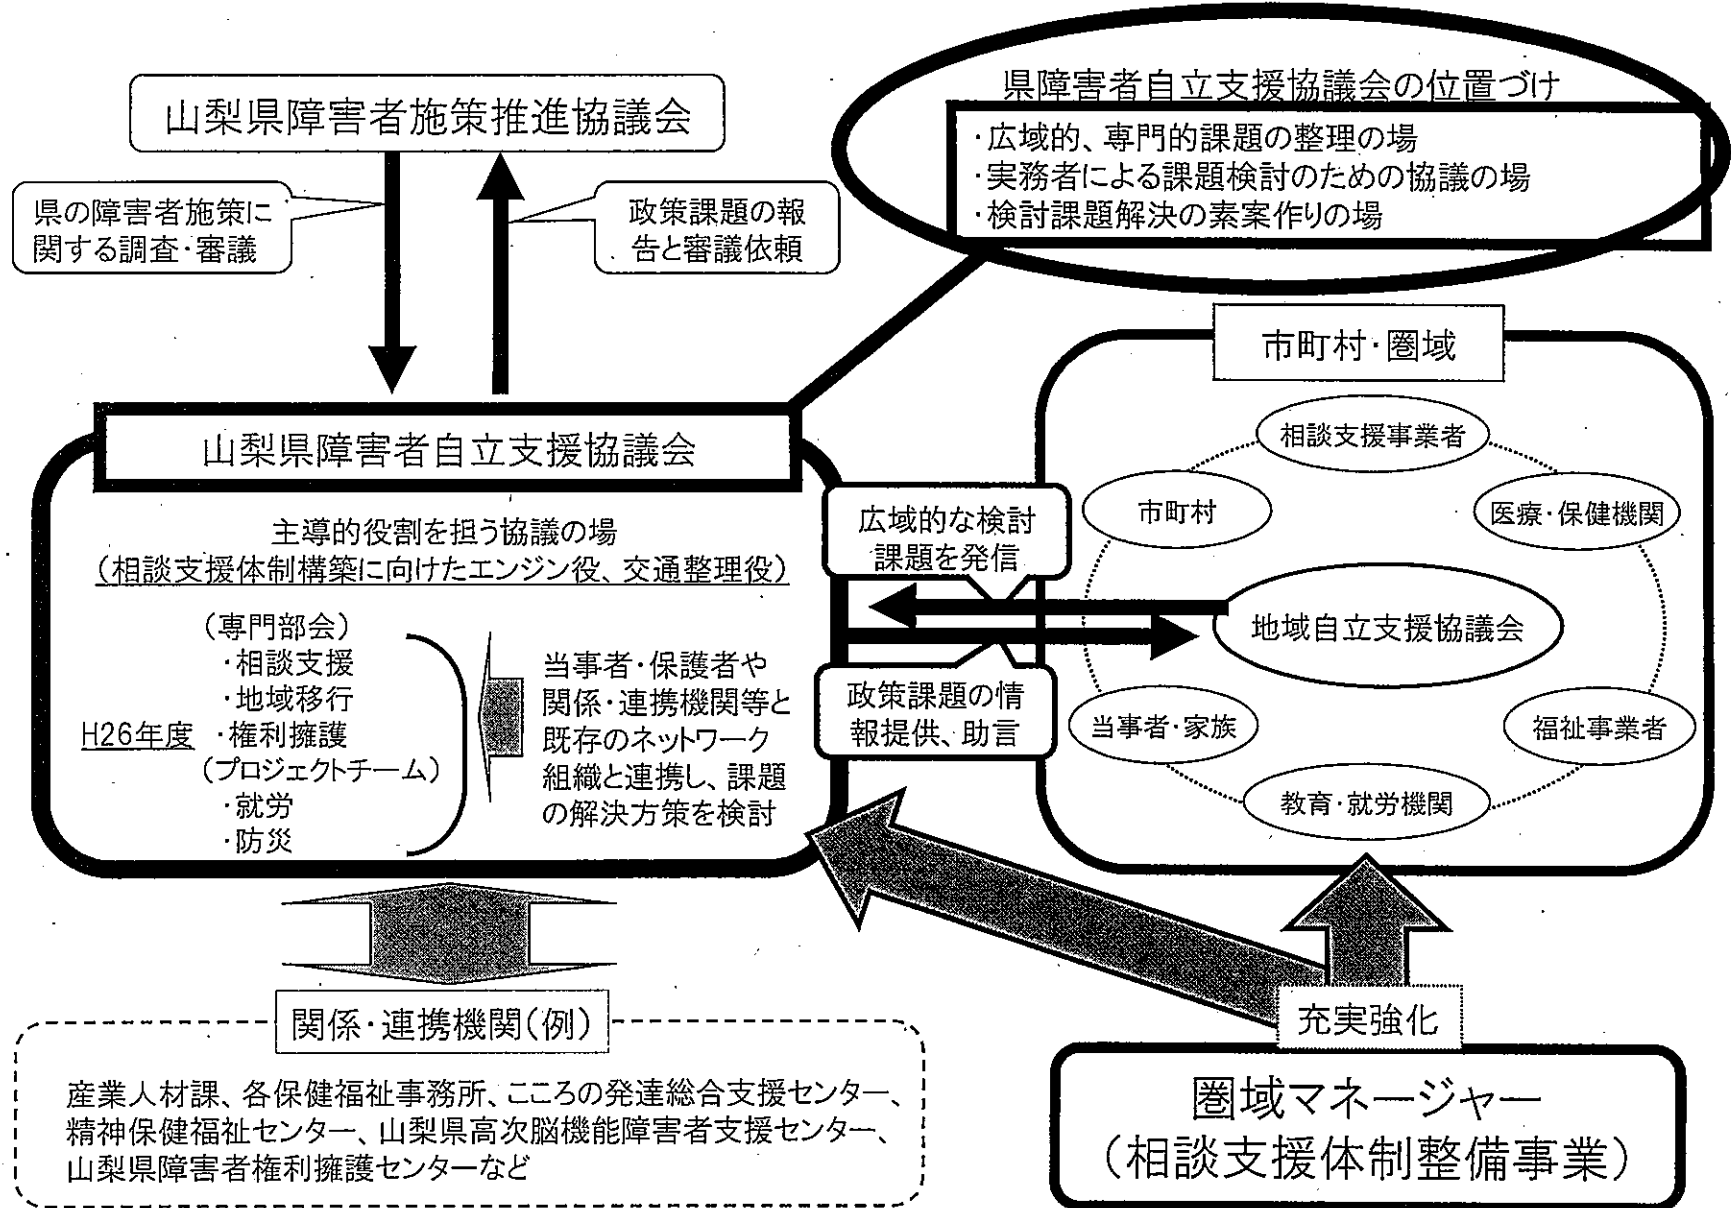 山梨県障害者施策推進協議会
県の障害者施策に
関する調査・審議
政策課題の報
告と審議依頼
県障害者自立支援協議会の位置づけ
・広域的、専門的課題の整理の場
・実務者による課題検討のための協議の場
・検討課題解決の素案作りの場
山梨県障害者自立支援協議会
主導的役割を担う協議の場
(相談支援体制構築に向けたエンジン役、交通整理役)
H26年度
(専門部会)
・相談支援
・地域移行
・権利擁護
(プロジェクトチーム)
・就労
・防災
当事者・保護者や
関係・連携機関等と
既存のネットワーク
組織と連携し、課題
の解決方策を検討
広域的な検討
課題を発信
政策課題の情
報提供、助言
市町村・圏域
相談支援事業者
市町村
医療・保健機関
地域自立支援協議会
当事者・家族
福祉事業者
教育・就労機関
関係・連携機関(例)
産業人材課、各保健福祉事務所、こころの発達総合支援センター、
精神保健福祉センター、山梨県高次脳機能障害者支援センター、
山梨県障害者権利擁護センターなど
充実強化
圏域マネージャー
(相談支援体制整備事業)